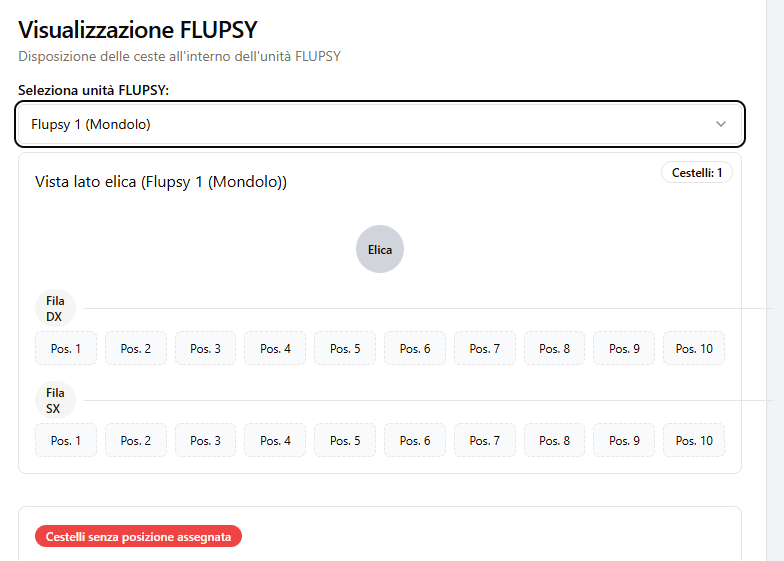 Visualizzazione FLUPSY
Disposizione delle ceste all'interno dell'unità FLUPSY
Seleziona unità FLUPSY:
Flupsy 1 (Mondolo)
Vista lato elica (Flupsy 1 (Mondolo))
Cestelli: 1
Elica
Fila
DX
Pos. 1 Pos. 2 Pos. 3 Pos. 4 Pos. 5 Pos. 6 Pos. 7 Pos. 8 Pos. 9 Pos. 10
Fila
SX
Pos. 1 Pos. 2 Pos. 3 Pos. 4 Pos. 5 Pos. 6 Pos. 7 Pos. 8 Pos. 9 Pos. 10
Cestelli senza posizione assegnata